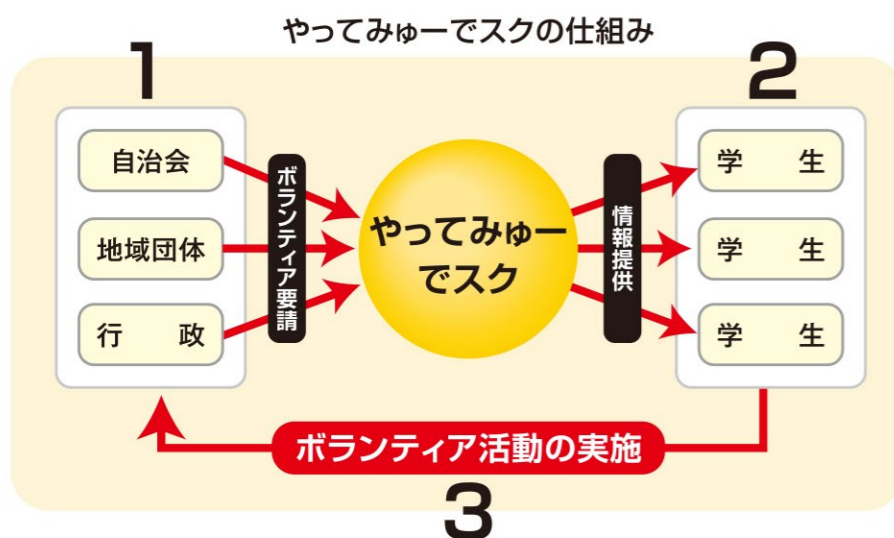 やってみゅーでスクの仕組み
1
自治会
地域団体
行 政
ボランティア要請
やってみゅー
でスク
情報提供
2
学 生
学 生
学 生
ボランティア活動の実施
3